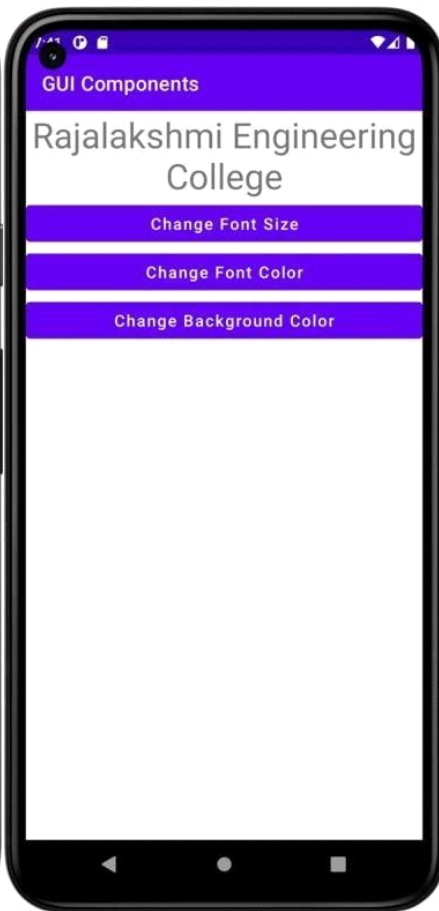 GUI Components
Rajalakshmi Engineering
College
Change Font Size
Change Font Color
Change Background Color